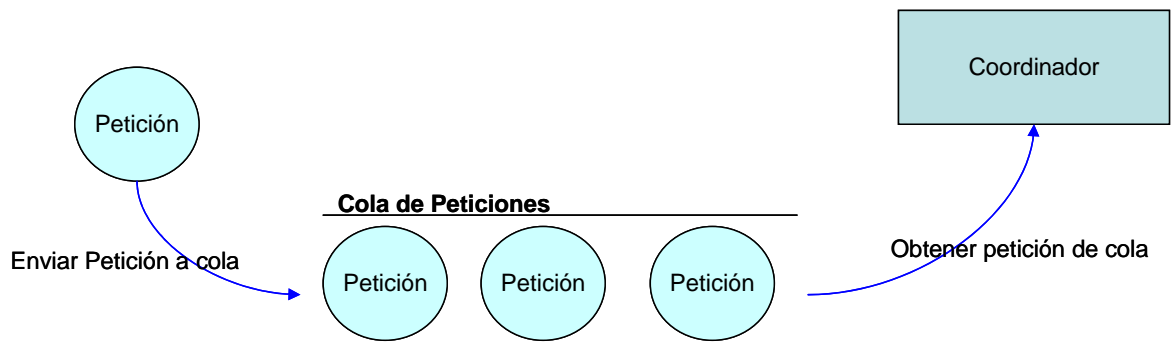 Coordinador
Petición
Cola de Peticiones
Enviar Petición a cola
Obtener petición de cola
Petición
Petición
Petición